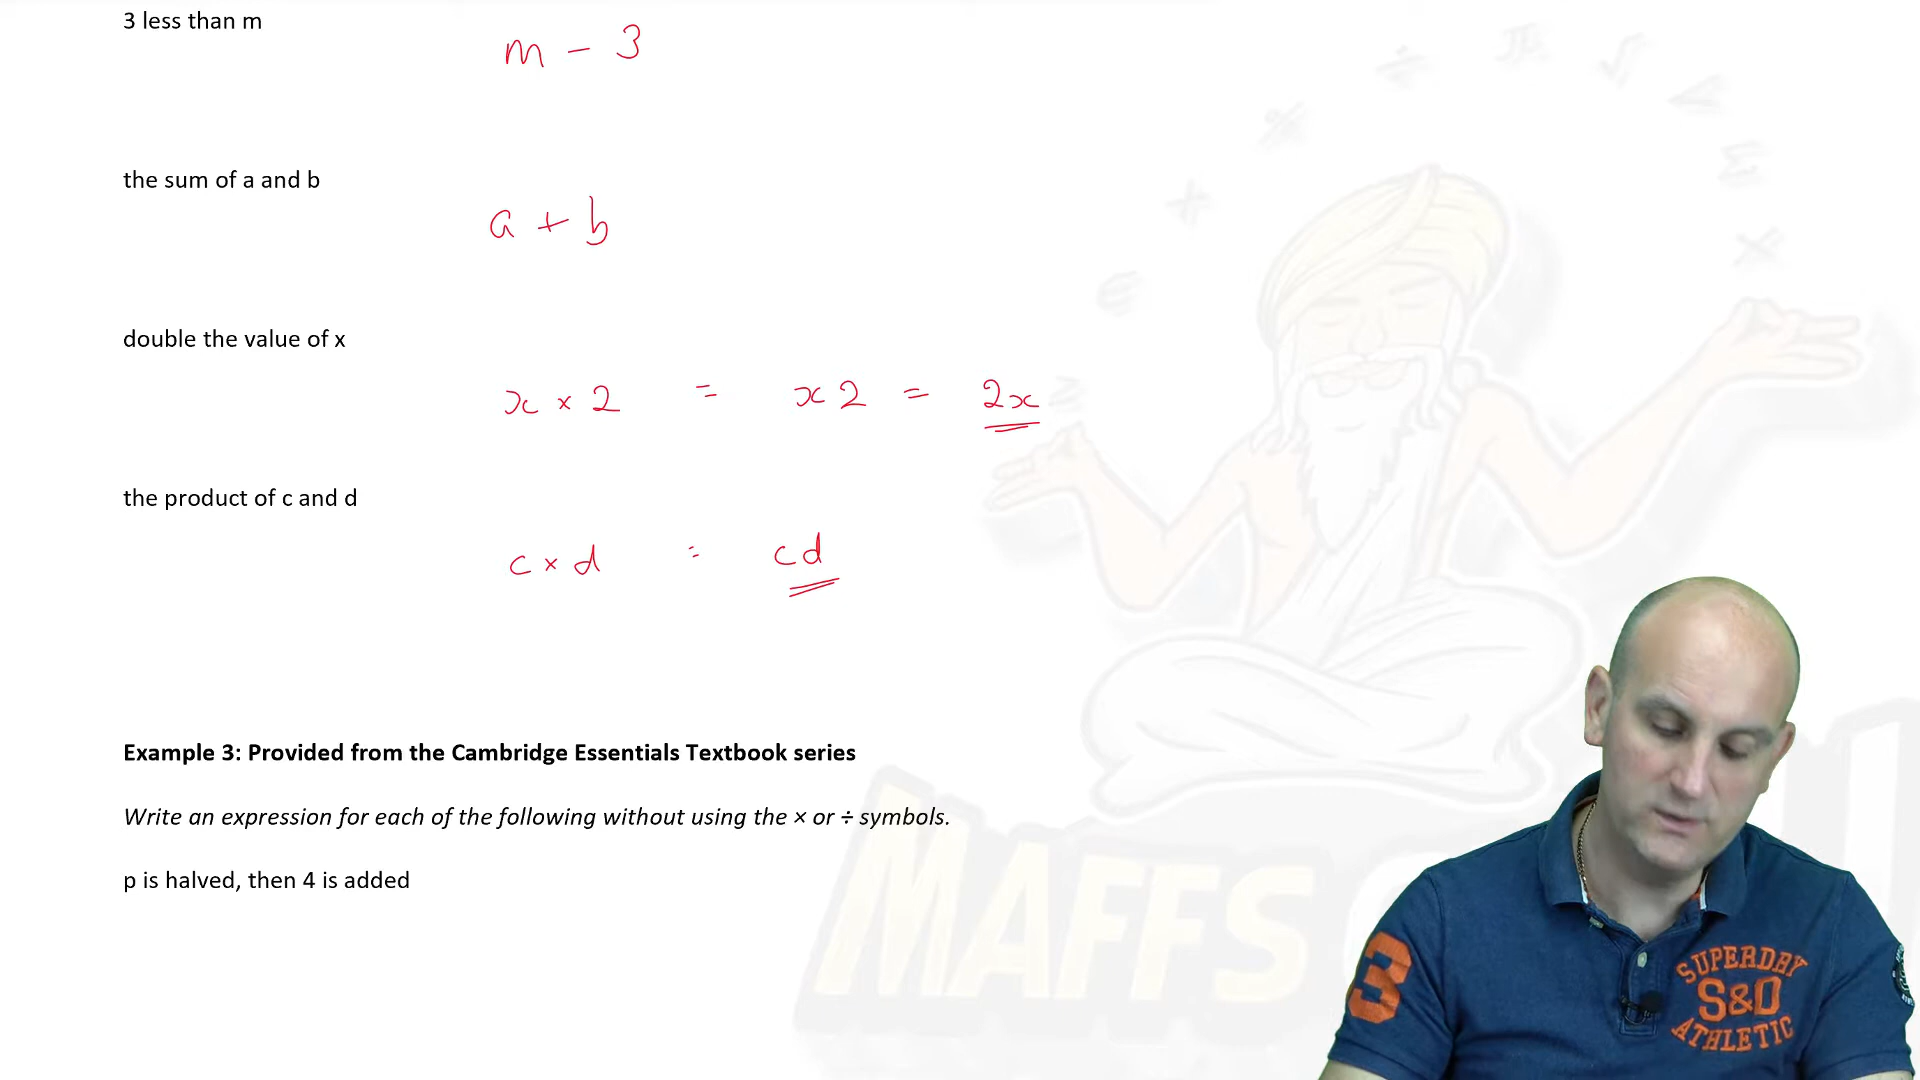 3 less than m
m - 3
the sum of a and b
a + b
double the value of x
x × 2 = x 2 = 2x
the product of c and d
c × d = cd
Example 3: Provided from the Cambridge Essentials Textbook series
Write an expression for each of the following without using the × or ÷ symbols.
p is halved, then 4 is added
MAFFS
3
SUPERDRY
S&D
ATHLETIC